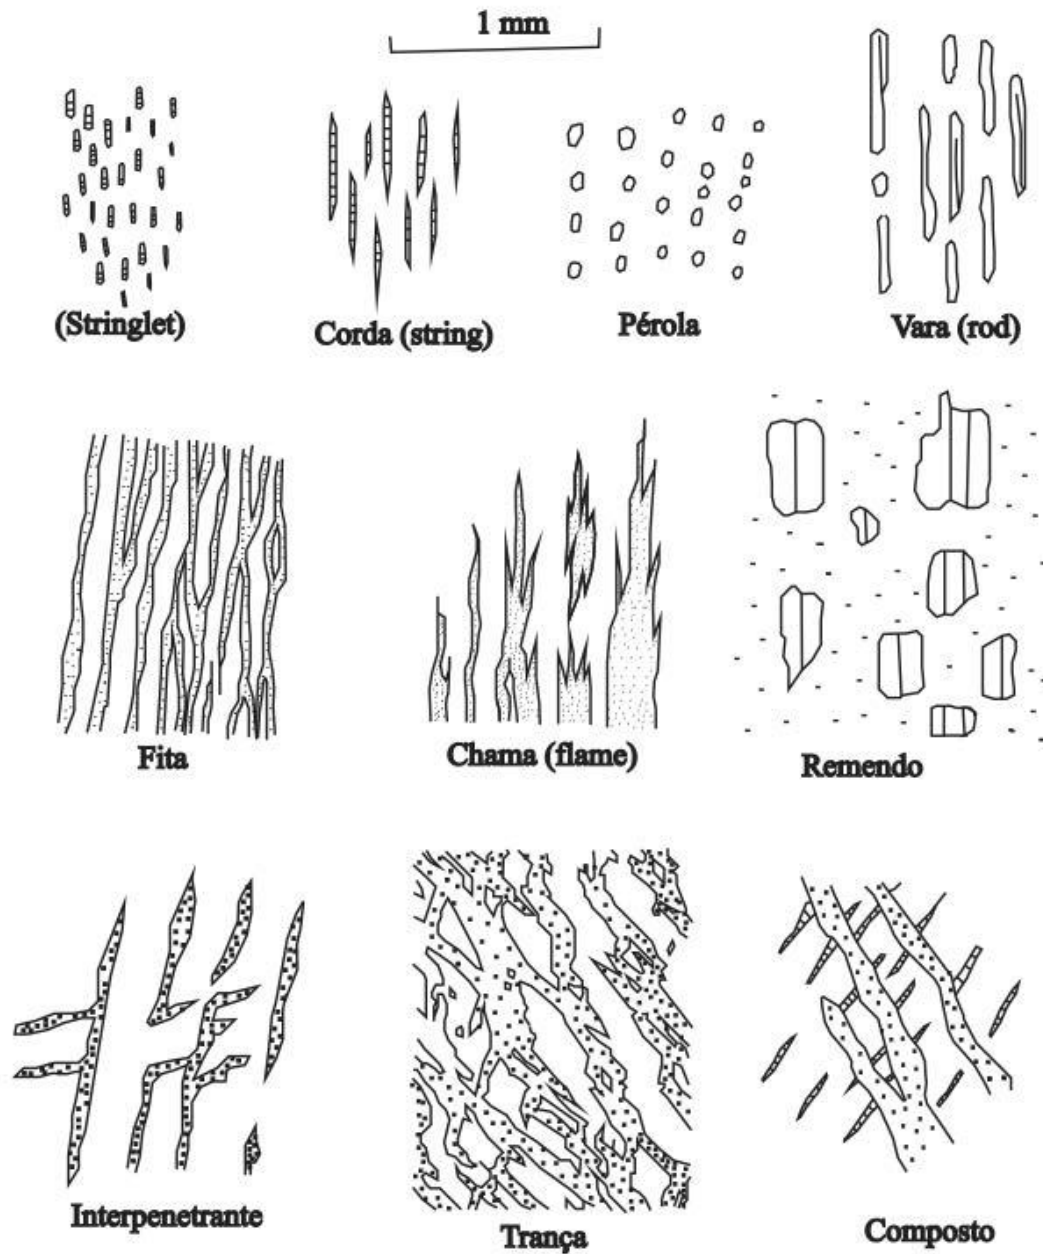 1 mm
(Stringlet)
Corda (string)
Pérola
Vara (rod)
Fita
Chama (flame)
Remendo
Interpenetrante
Trança
Composto